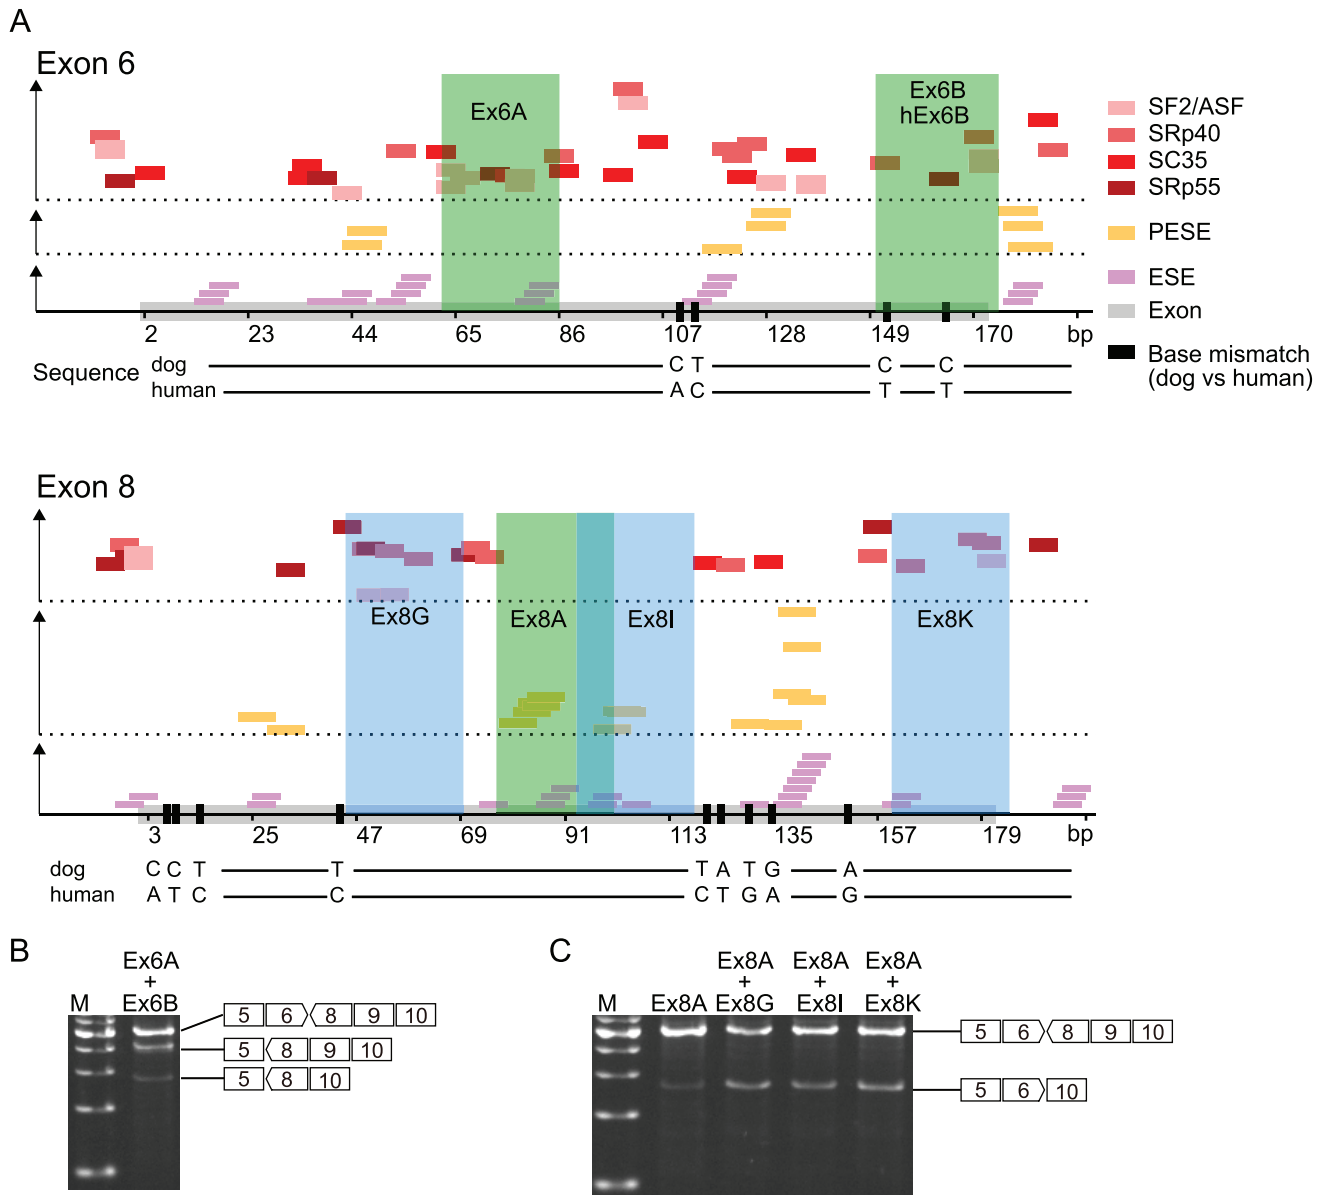 A
Exon 6
Ex6A
Ex6B
hEx6B
SF2/ASF
SRp40
SC35
SRp55
PESE
ESE
Exon
Base mismatch
(dog vs human)
2 23 44 65 86 107 128 149 170 bp
Sequence
dog C T C C
human A C T T
Exon 8
Ex8G Ex8A Ex8I Ex8K
3 25 47 69 91 113 135 157 179 bp
dog C C T T T A T G A
human A T C C C T G A G
B
Ex6A
+
M Ex6B
5 6 8 9 10
5 8 9 10
5 8 10
C
Ex8A Ex8A Ex8A
+ + +
M Ex8A Ex8G Ex8I Ex8K
5 6 8 9 10
5 6 10